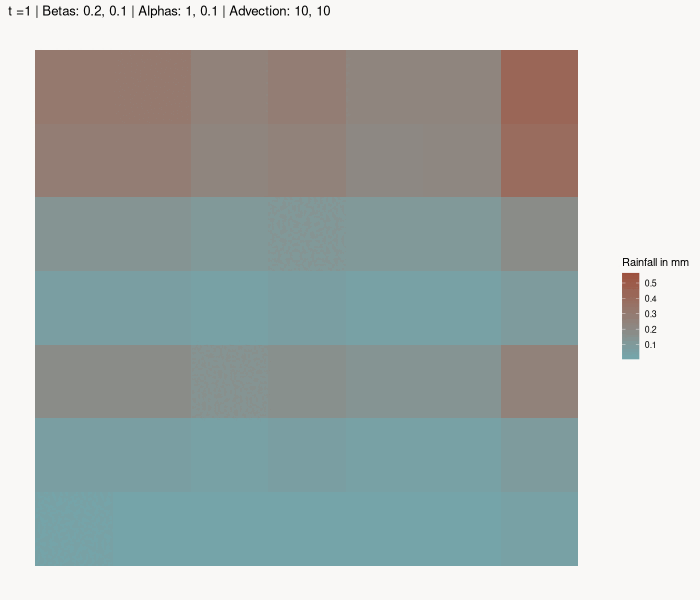 t =1 | Betas: 0.2, 0.1 | Alphas: 1, 0.1 | Advection: 10, 10
Rainfall in mm
0.5
0.4
0.3
0.2
0.1